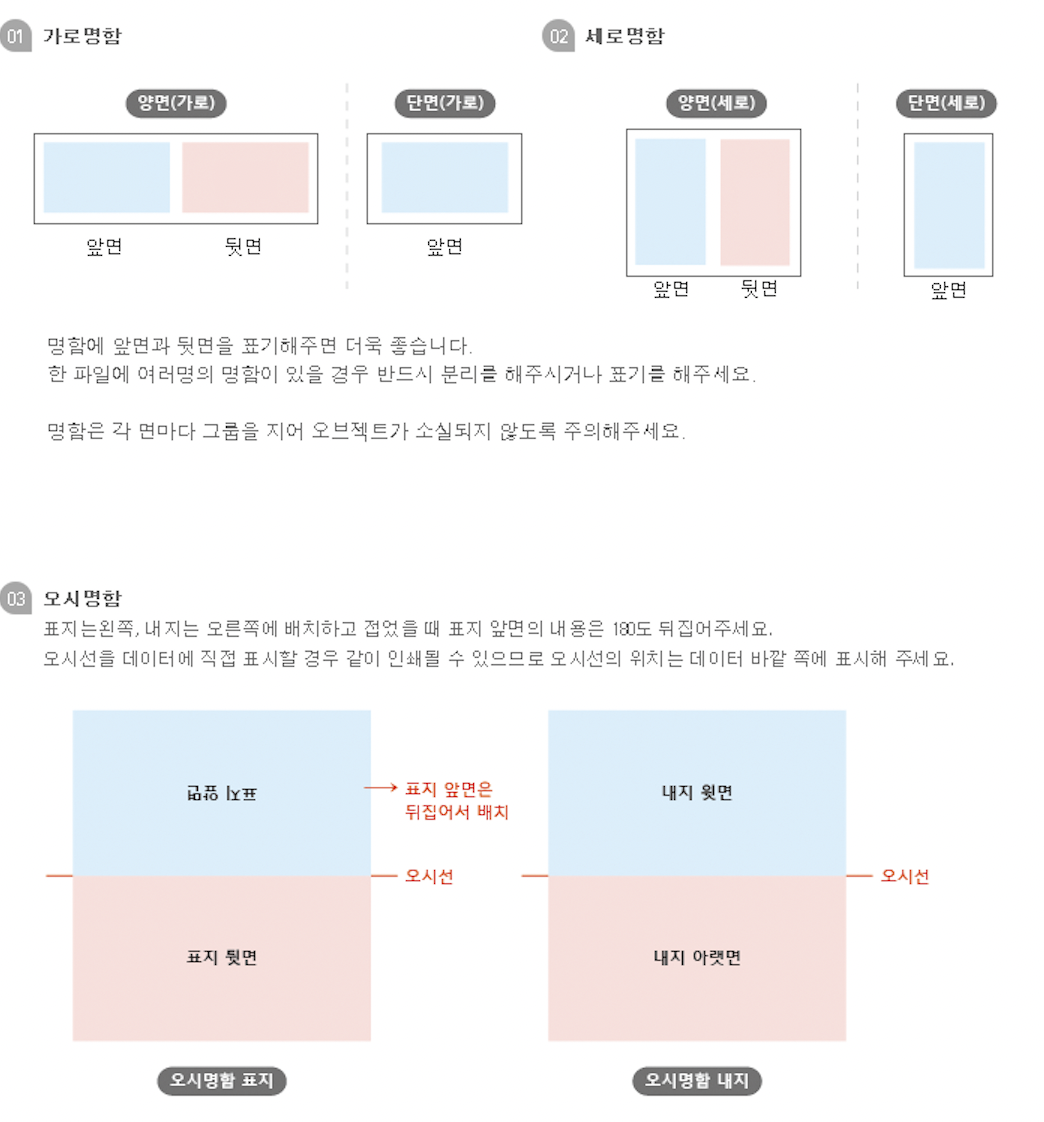 01 가로명함
양면(가로)
앞면 뒷면
단면(가로)
앞면
02 세로명함
양면(세로)
앞면 뒷면
단면(세로)
앞면
명함에 앞면과 뒷면을 표기해주면 더욱 좋습니다.
한 파일에 여러명의 명함이 있을 경우 반드시 분리를 해주시거나 표기를 해주세요.
명함은 각 면마다 그룹을 지어 오브젝트가 소실되지 않도록 주의해주세요.
03 오시명함
표지는왼쪽, 내지는 오른쪽에 배치하고 접었을 때 표지 앞면의 내용은 180도 뒤집어주세요.
오시선을 데이터에 직접 표시할 경우 같이 인쇄될 수 있으므로 오시선의 위치는 데이터 바깥 쪽에 표시해 주세요.
표지 앞면
표지 앞면은
뒤집어서 배치
오시선
표지 뒷면
오시명함 표지
내지 윗면
오시선
내지 아랫면
오시명함 내지